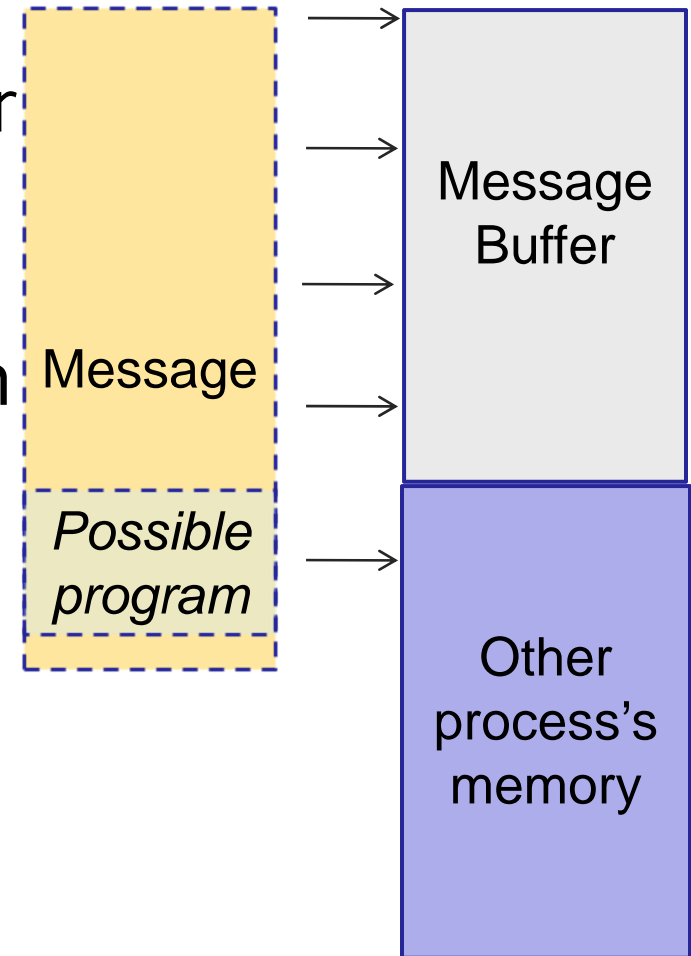 r
n
Message
Possible
program
Message
Buffer
Other
process’s
memory